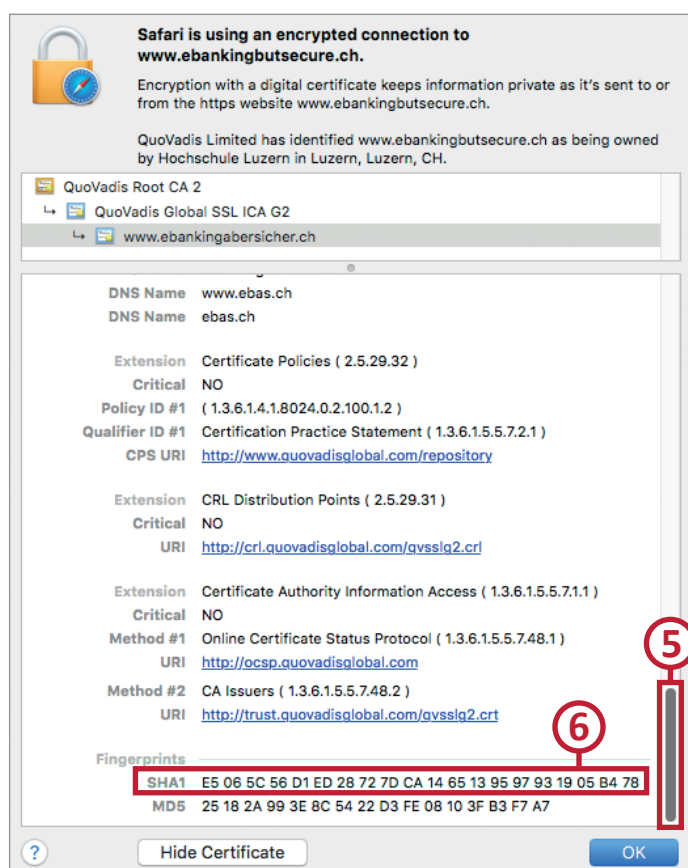 Safari is using an encrypted connection to
www.ebankingbutsecure.ch.
Encryption with a digital certificate keeps information private as it's sent to or
from the https website www.ebankingbutsecure.ch.
QuoVadis Limited has identified www.ebankingbutsecure.ch as being owned
by Hochschule Luzern in Luzern, Luzern, CH.
QuoVadis Root CA 2
↳ QuoVadis Global SSL ICA G2
↳ www.ebankingabersicher.ch
DNS Name www.ebas.ch
DNS Name ebas.ch
Extension Certificate Policies ( 2.5.29.32 )
Critical NO
Policy ID #1 ( 1.3.6.1.4.1.8024.0.2.100.1.2 )
Qualifier ID #1 Certification Practice Statement ( 1.3.6.1.5.5.7.2.1 )
CPS URI http://www.quovadisglobal.com/repository
Extension CRL Distribution Points ( 2.5.29.31 )
Critical NO
URI http://crl.quovadisglobal.com/qvsslg2.crl
Extension Certificate Authority Information Access ( 1.3.6.1.5.5.7.1.1 )
Critical NO
Method #1 Online Certificate Status Protocol ( 1.3.6.1.5.5.7.48.1 )
URI http://ocsp.quovadisglobal.com
5
Method #2 CA Issuers ( 1.3.6.1.5.5.7.48.2 )
URI http://trust.quovadisglobal.com/qvsslg2.crt
6
Fingerprints
SHA1 E5 06 5C 56 D1 ED 28 72 7D CA 14 65 13 95 97 93 19 05 B4 78
MD5 25 18 2A 99 3E 8C 54 22 D3 FE 08 10 3F B3 F7 A7
? Hide Certificate OK